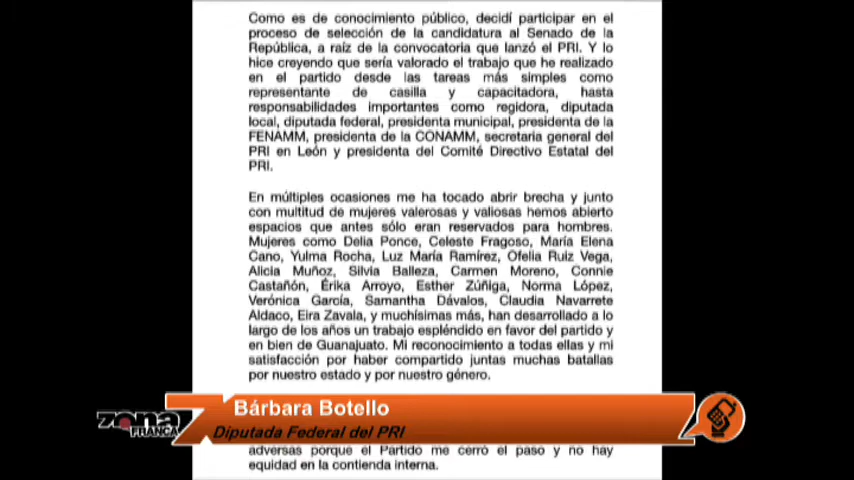 Como es de conocimiento público, decidí participar en el
proceso de selección de la candidatura al Senado de la
República, a raíz de la convocatoria que lanzó el PRI. Y lo
hice creyendo que sería valorado el trabajo que he realizado
en el partido desde las tareas más simples como
representante de casilla y capacitadora, hasta
responsabilidades importantes como regidora, diputada
local, diputada federal, presidenta municipal, presidenta de la
FENAMM, presidenta de la CONAMM, secretaria general del
PRI en León y presidenta del Comité Directivo Estatal del
PRI.
En múltiples ocasiones me ha tocado abrir brecha y junto
con multitud de mujeres valerosas y valiosas hemos abierto
espacios que antes sólo eran reservados para hombres.
Mujeres como Delia Ponce, Celeste Fragoso, María Elena
Cano, Yulma Rocha, Luz María Ramírez, Ofelia Ruiz Vega,
Alicia Muñoz, Silvia Balleza, Carmen Moreno, Connie
Castañón, Érika Arroyo, Esther Zúñiga, Norma López,
Verónica García, Samantha Dávalos, Claudia Navarrete
Aldaco, Eira Zavala, y muchísimas más, han desarrollado a lo
largo de los años un trabajo espléndido en favor del partido y
en bien de Guanajuato. Mi reconocimiento a todas ellas y mi
satisfacción por haber compartido juntas muchas batallas
por nuestro estado y por nuestro género.
Bárbara Botello
zona
FRANCA
Diputada Federal del PRI
adversas porque el Partido me cerró el paso y no hay
equidad en la contienda interna.